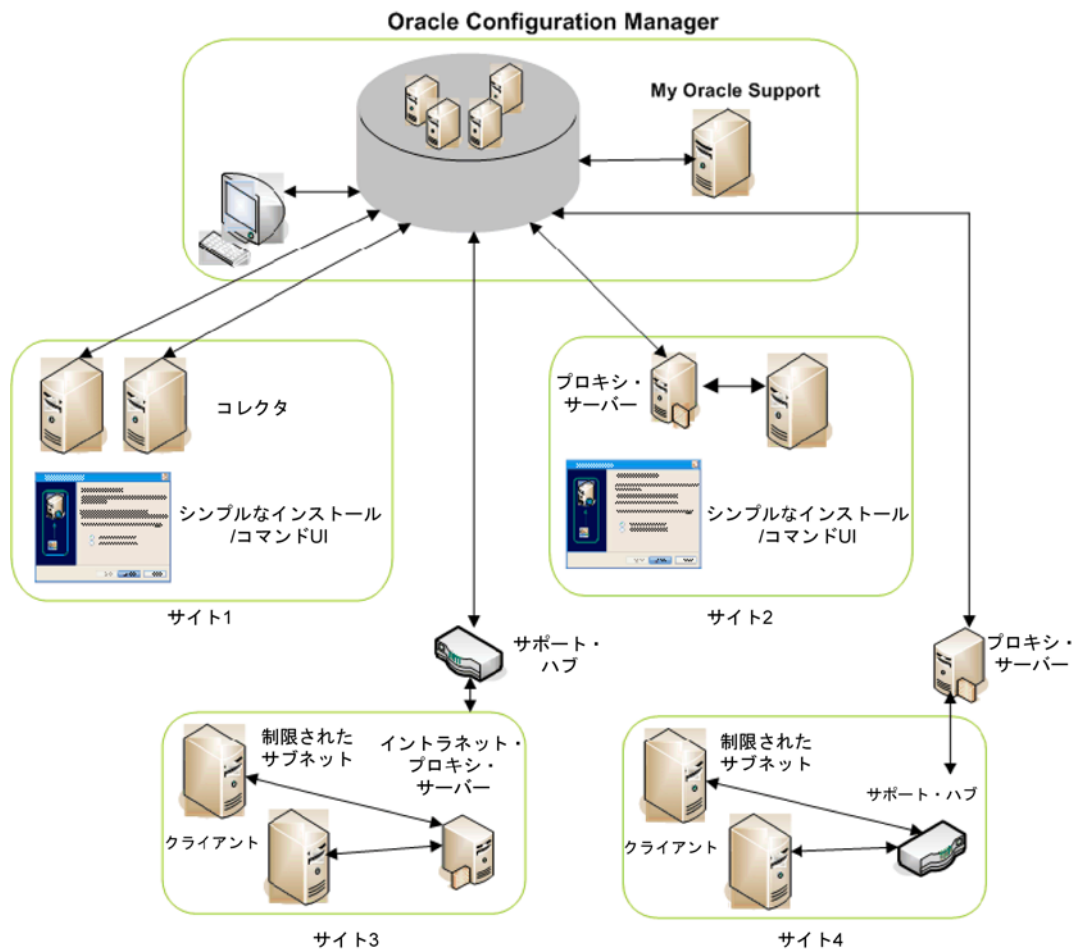 Oracle Configuration Manager
My Oracle Support
コレクタ
シンプルなインストール
/コマンドUI
サイト1
プロキシ・
サーバー
シンプルなインストール
/コマンドUI
サイト2
サポート・
ハブ
プロキシ・
サーバー
制限された
サブネット
イントラネット・
プロキシ・
サーバー
クライアント
サイト3
制限された
サブネット
サポート・ハブ
クライアント
サイト4